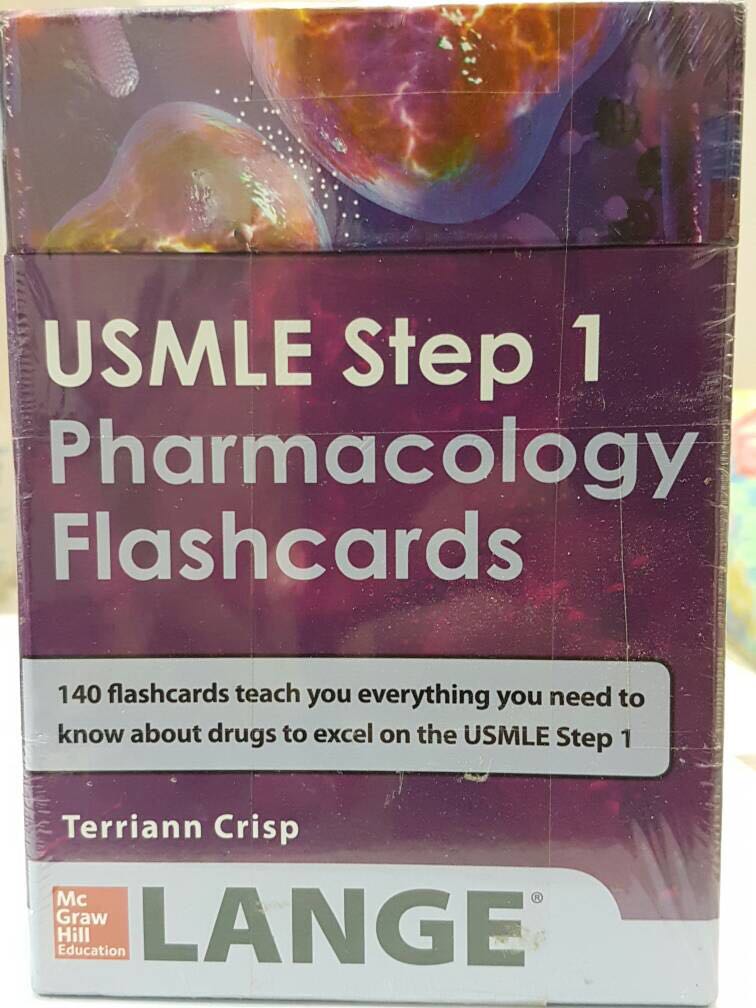 USMLE Step 1
Pharmacology
Flashcards
140 flashcards teach you everything you need to
know about drugs to excel on the USMLE Step 1
Terriann Crisp
Mc
Graw
Hill
Education
LANGE®